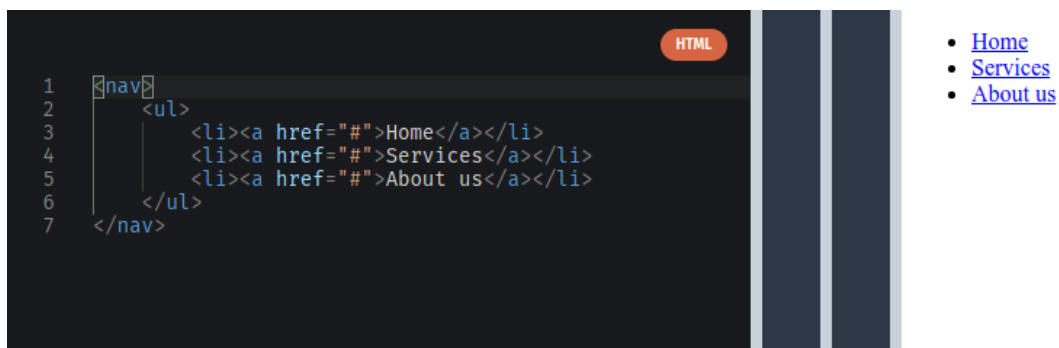 HTML
1 <nav>
2 <ul>
3 <li><a href="#">Home</a></li>
4 <li><a href="#">Services</a></li>
5 <li><a href="#">About us</a></li>
6 </ul>
7 </nav>
Home
Services
About us